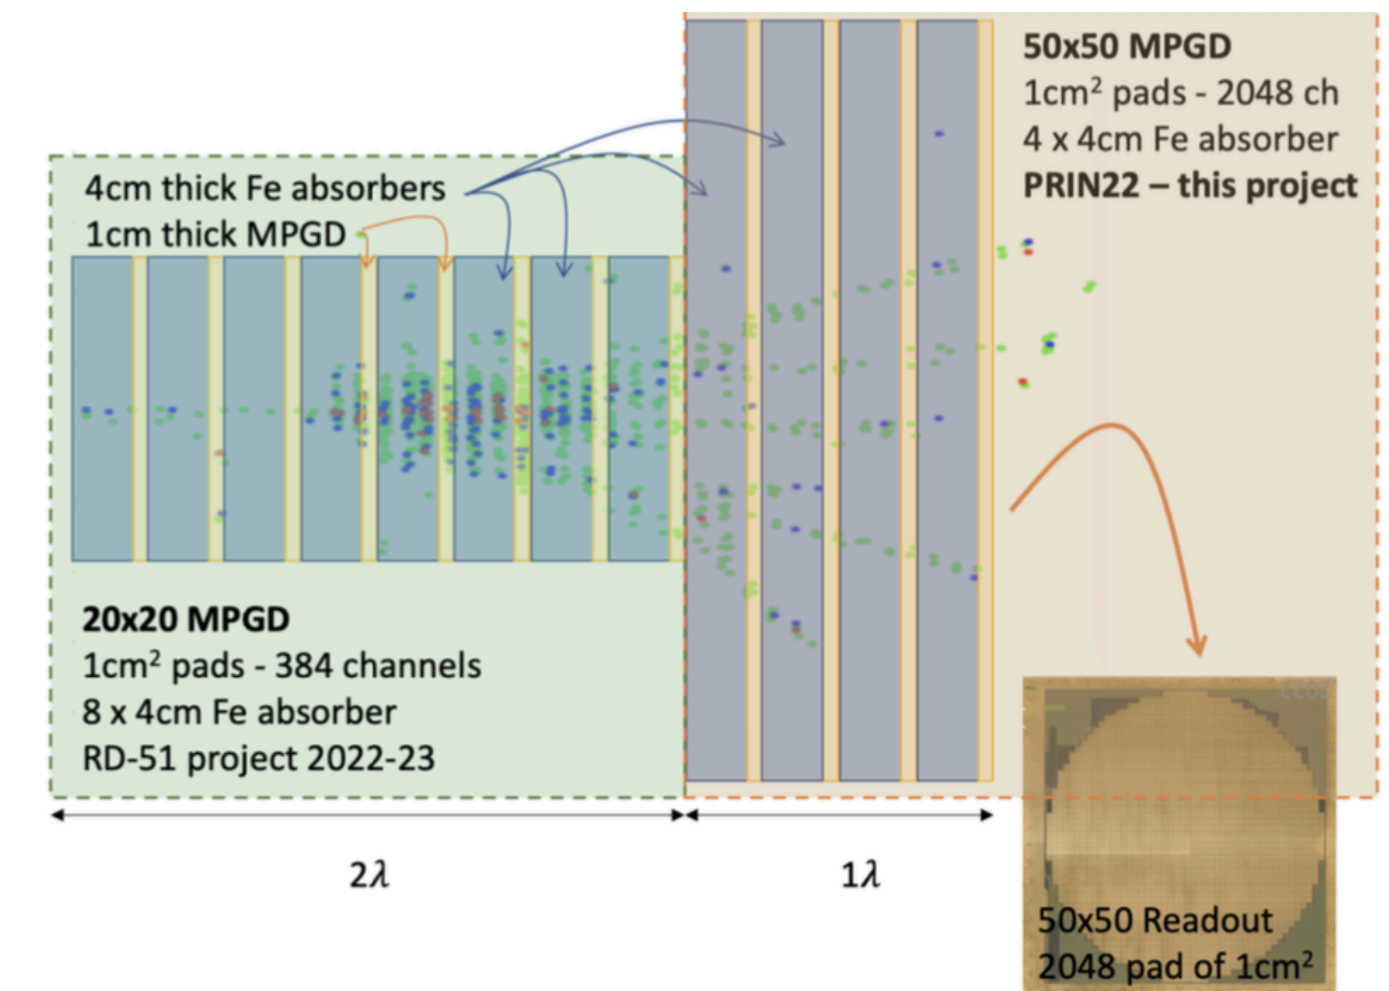 4cm thick Fe absorbers
1cm thick MPGD
20x20 MPGD
1cm² pads - 384 channels
8 x 4cm Fe absorber
RD-51 project 2022-23
50x50 MPGD
1cm² pads - 2048 ch
4 x 4cm Fe absorber
PRIN22 – this project
2λ
1λ
50x50 Readout
2048 pad of 1cm²